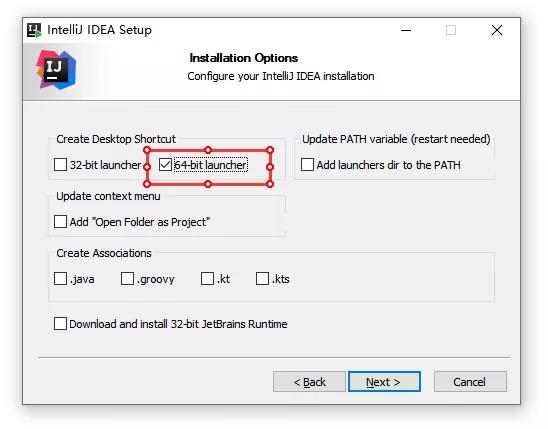 IntelliJ IDEA Setup
IJ
Installation Options
Configure your IntelliJ IDEA installation
Create Desktop Shortcut
32-bit launcher
64-bit launcher
Update PATH variable (restart needed)
Add launchers dir to the PATH
Update context menu
Add "Open Folder as Project"
Create Associations
.java
.groovy
.kt
.kts
Download and install 32-bit JetBrains Runtime
< Back
Next >
Cancel